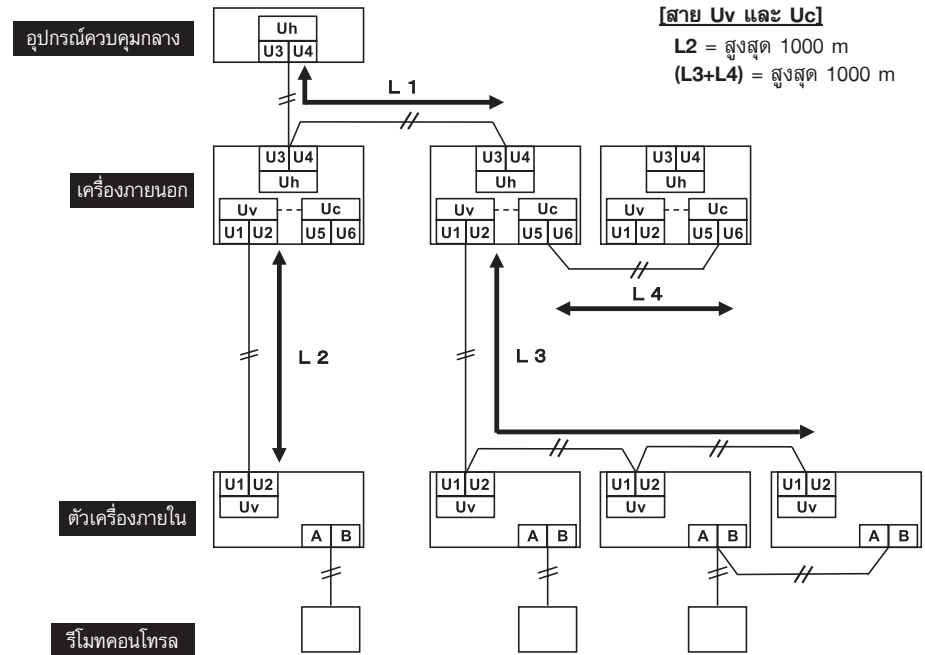 [สาย Uv และ Uc]
L2 = สูงสุด 1000 m
(L3+L4) = สูงสุด 1000 m
อุปกรณ์ควบคุมกลาง
Uh
U3 U4
L 1
เครื่องภายนอก
U3 U4 U3 U4 U3 U4
Uh Uh Uh
Uv Uc Uv Uc Uv Uc
U1 U2 U5 U6 U1 U2 U5 U6 U1 U2 U5 U6
L 4
L 2 L 3
ตัวเครื่องภายใน
U1 U2 U1 U2 U1 U2 U1 U2
Uv Uv Uv Uv
A B A B A B A B
รีโมทคอนโทรล